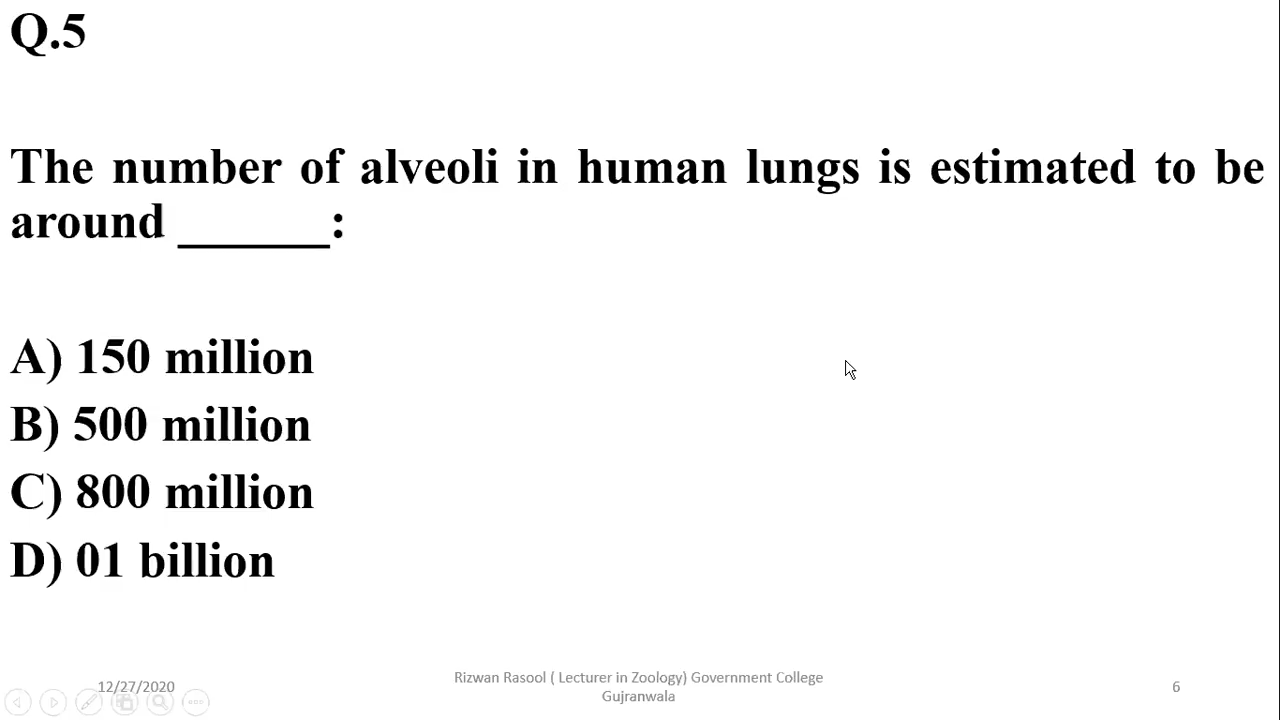 Q.5
The number of alveoli in human lungs is estimated to be
around ______:
A) 150 million
B) 500 million
C) 800 million
D) 01 billion
12/27/2020
Rizwan Rasool ( Lecturer in Zoology) Government College
Gujranwala
6